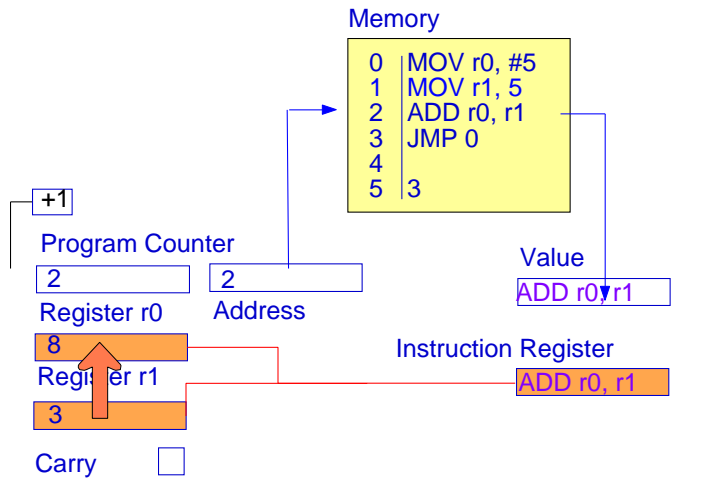 Memory
0 MOV r0, #5
1 MOV r1, 5
2 ADD r0, r1
3 JMP 0
4
5 3
+1
Program Counter
2
2
Value
ADD r0, r1
Register r0
Address
8
Instruction Register
Register r1
ADD r0, r1
3
Carry